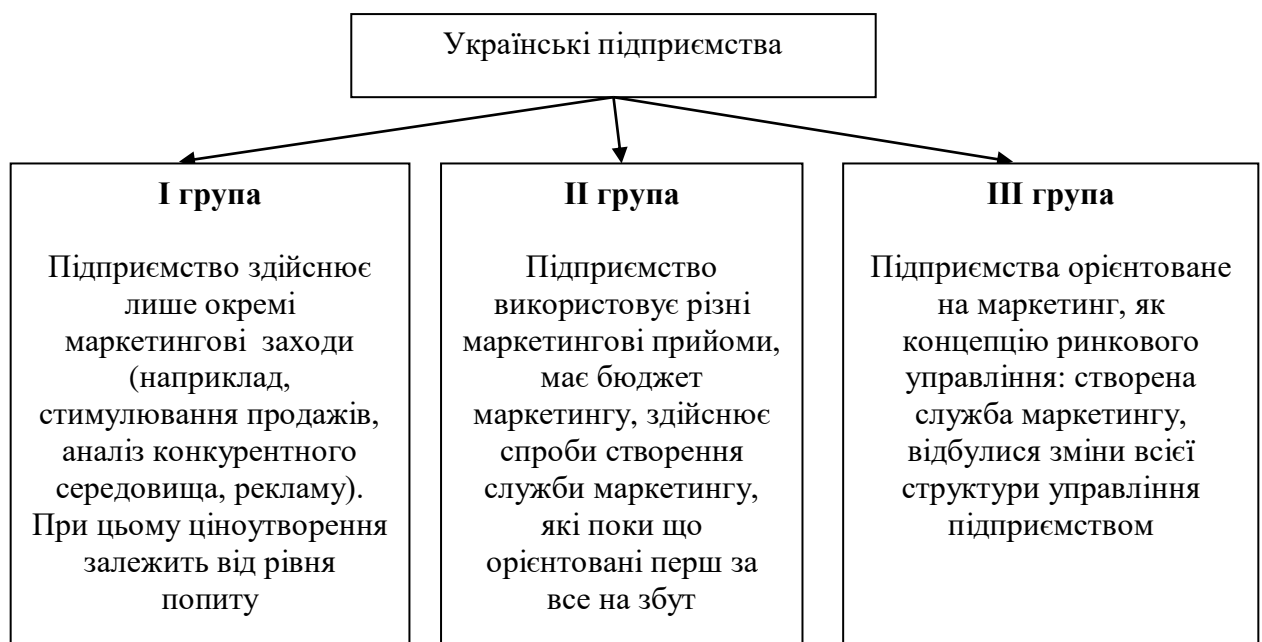 Українські підприємства
І група
Підприємство здійснює
лише окремі
маркетингові заходи
(наприклад,
стимулювання продажів,
аналіз конкурентного
середовища, рекламу).
При цьому ціноутворення
залежить від рівня
попиту
ІІ група
Підприємство
використовує різні
маркетингові прийоми,
має бюджет
маркетингу, здійснює
спроби створення
служби маркетингу,
які поки що
орієнтовані перш за
все на збут
ІІІ група
Підприємства орієнтоване
на маркетинг, як
концепцію ринкового
управління: створена
служба маркетингу,
відбулися зміни всієї
структури управління
підприємством